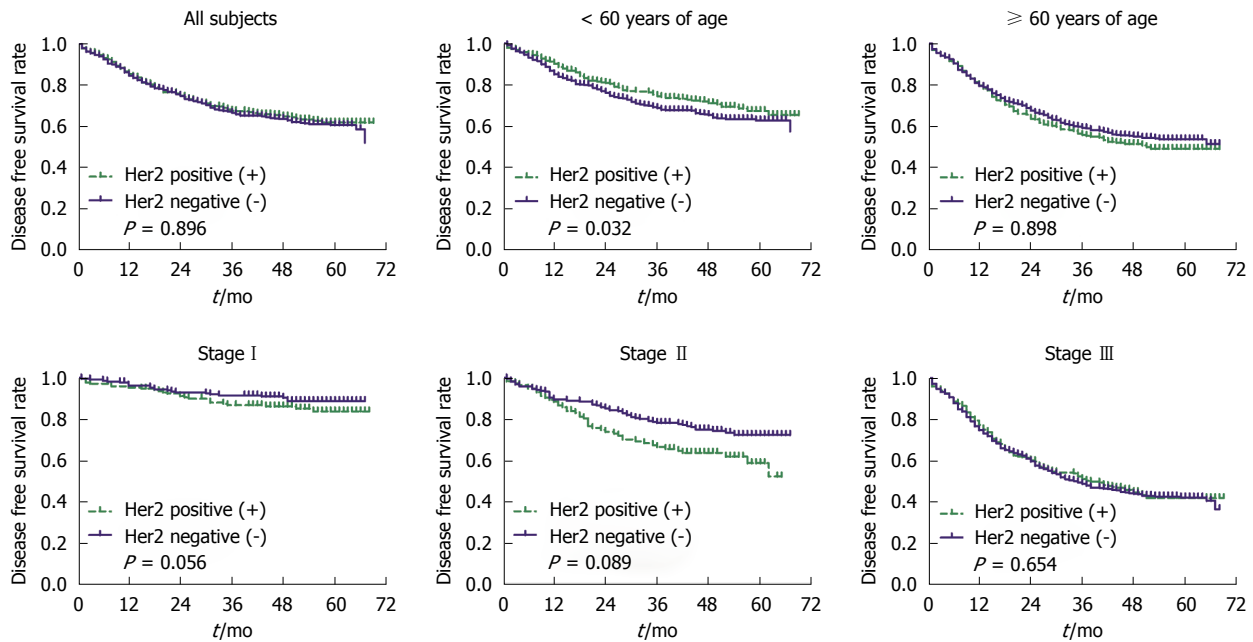 All subjects
Disease free survival rate
1.0
0.8
0.6
0.4
0.2
0.0
Her2 positive (+)
Her2 negative (-)
P = 0.896
0 12 24 36 48 60 72
t/mo
< 60 years of age
Disease free survival rate
1.0
0.8
0.6
0.4
0.2
0.0
Her2 positive (+)
Her2 negative (-)
P = 0.032
0 12 24 36 48 60 72
t/mo
≥ 60 years of age
Disease free survival rate
1.0
0.8
0.6
0.4
0.2
0.0
Her2 positive (+)
Her2 negative (-)
P = 0.898
0 12 24 36 48 60 72
t/mo
Stage Ⅰ
Disease free survival rate
1.0
0.8
0.6
0.4
0.8
0.0
Her2 positive (+)
Her2 negative (-)
P = 0.056
0 12 24 36 48 60 72
t/mo
Stage Ⅱ
Disease free survival rate
1.0
0.8
0.6
0.4
0.8
0.0
Her2 positive (+)
Her2 negative (-)
P = 0.089
0 12 24 36 48 60 72
t/mo
Stage Ⅲ
Disease free survival rate
1.0
0.8
0.6
0.4
0.8
0.0
Her2 positive (+)
Her2 negative (-)
P = 0.654
0 12 24 36 48 60 72
t/mo